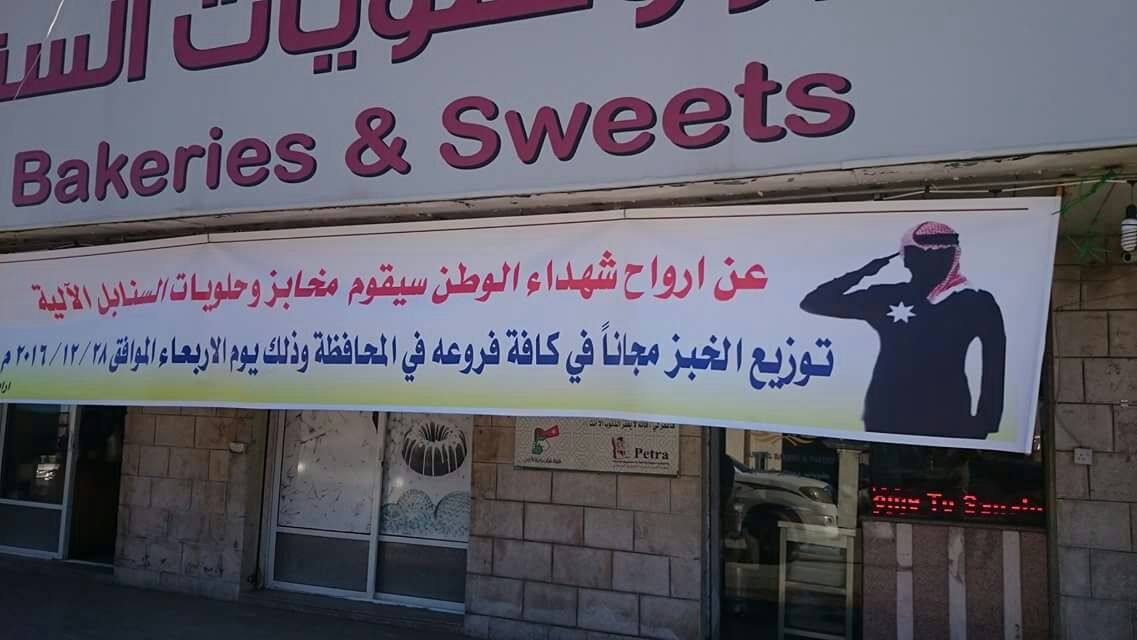 وحلويات
Bakeries & Sweets
عن ارواح شهداء الوطن سيقوم مخابز وحلويات السنابل الآلية
توزيع الخبز مجاناً في كافة فروعه في المحافظة وذلك يوم الاربعاء الموافق ٢٠١٦/١٢/٢٨ م
Petra